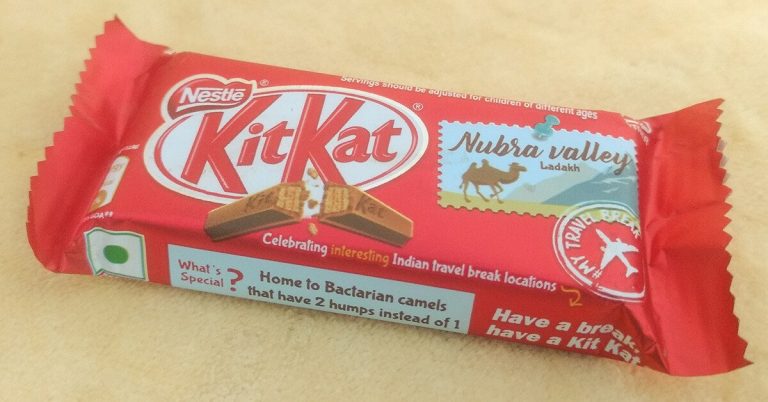 Servings should be adjusted for children of different ages
Nestlé®
KitKat®
Nubra valley
Ladakh
Kit Kat
Celebrating interesting Indian travel break locations
#MY TRAVEL BREAK
What's
Special ?
Home to Bactarian camels
that have 2 humps instead of 1
Have a break,
have a Kit Kat